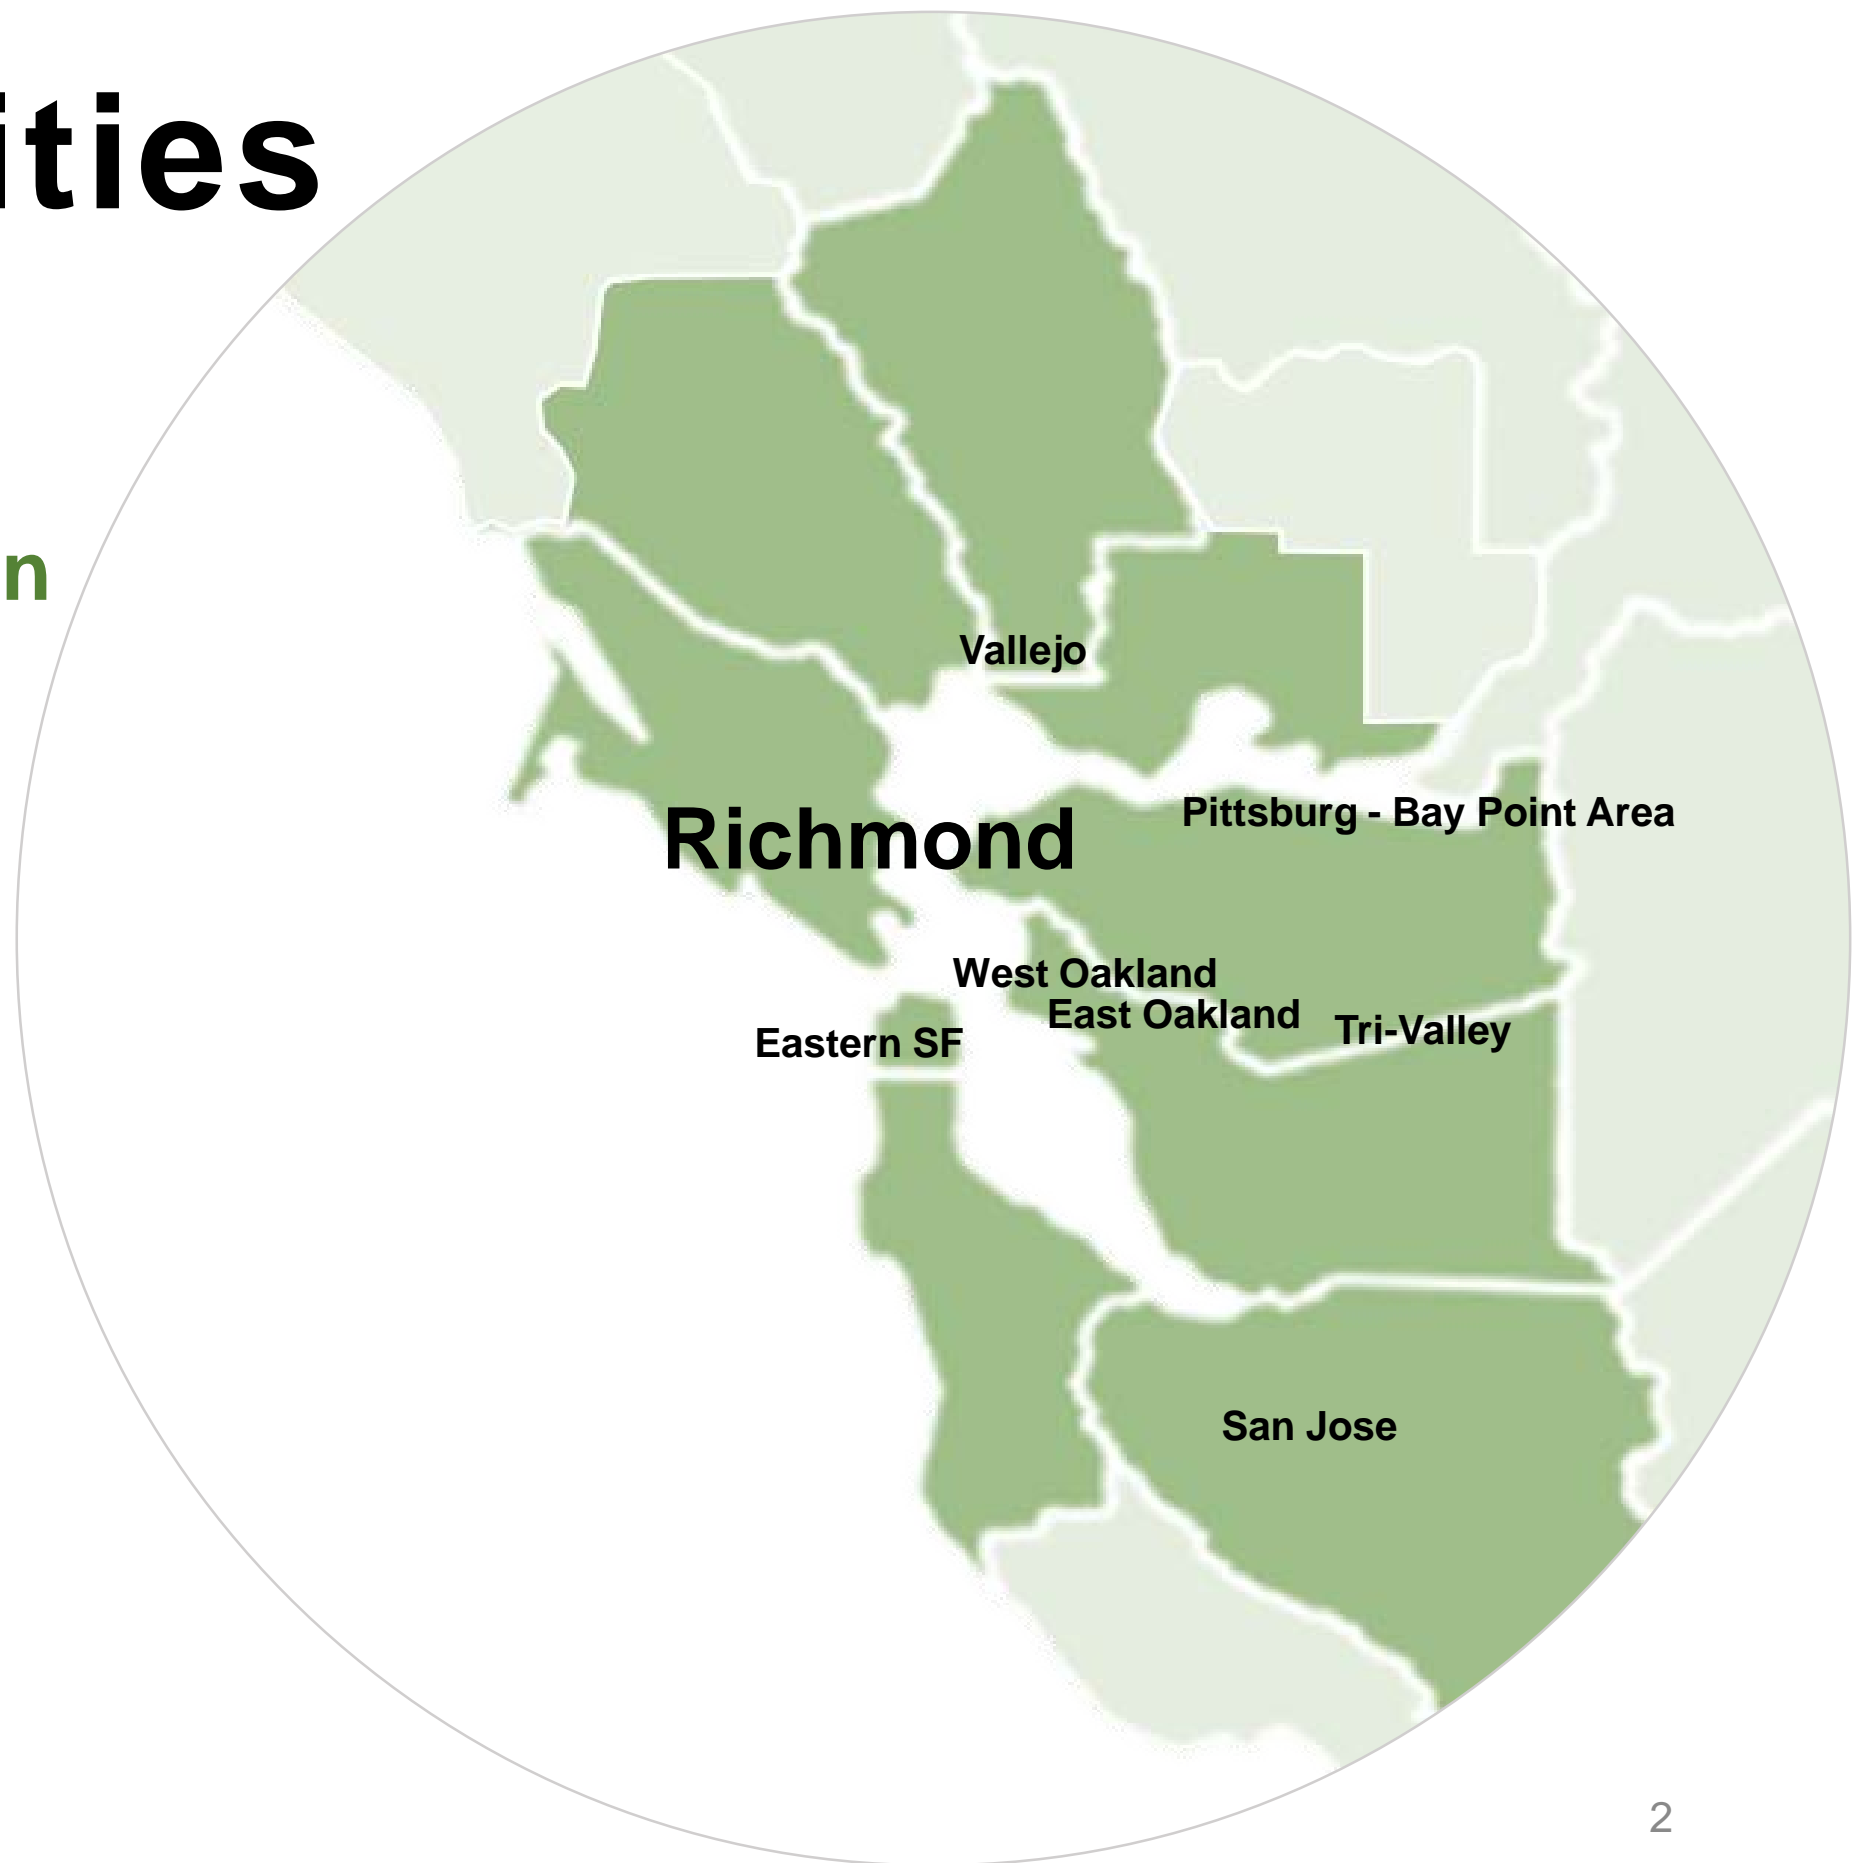 ities
n
Vallejo
Pittsburg - Bay Point Area
Richmond
West Oakland
East Oakland
Tri-Valley
Eastern SF
San Jose
2